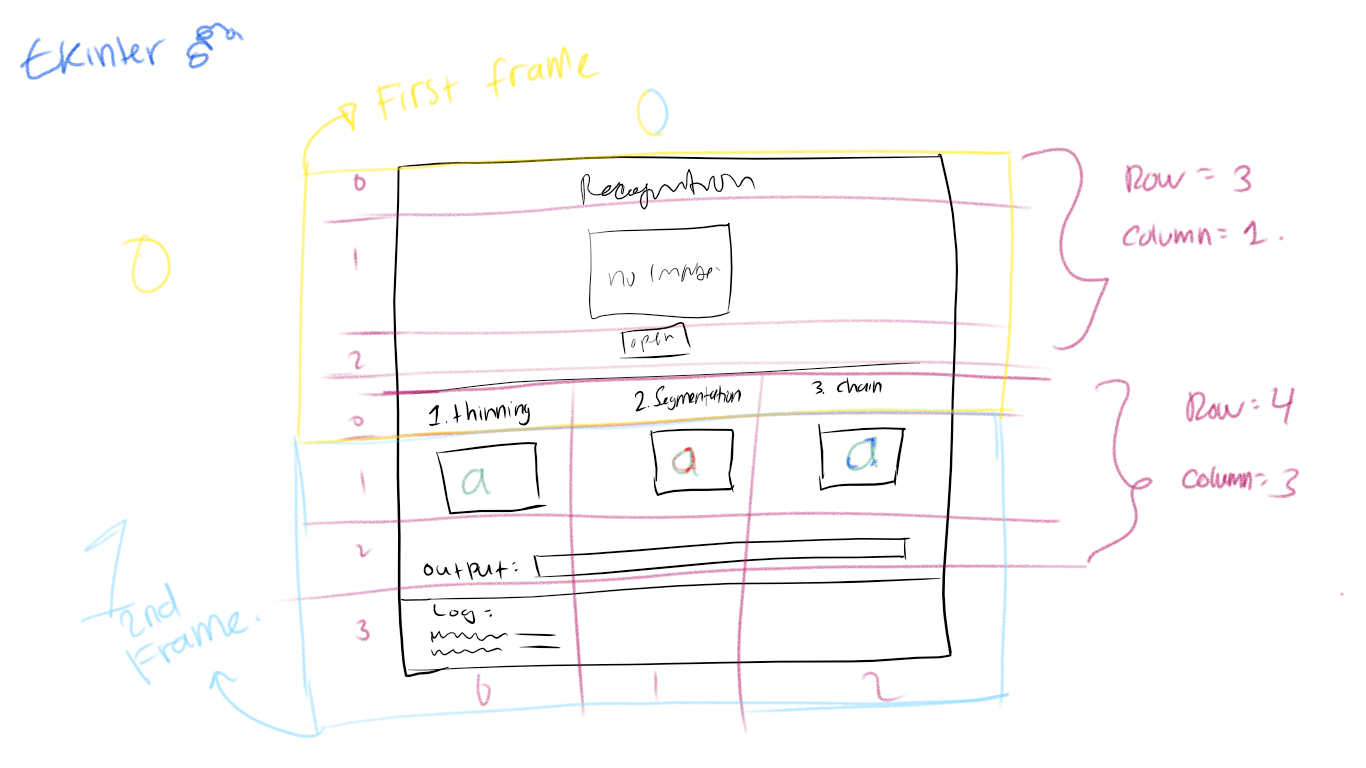 tkinter
First frame
0
0
Recognition
Row = 3
Column = 1.
0
1
no image
2
open
0
1. thinning
2. Segmentation
3. chain
Row = 4
Column = 3
1
a
a
a
2
output:
1
2nd
Frame.
3
Log =
0
1
2